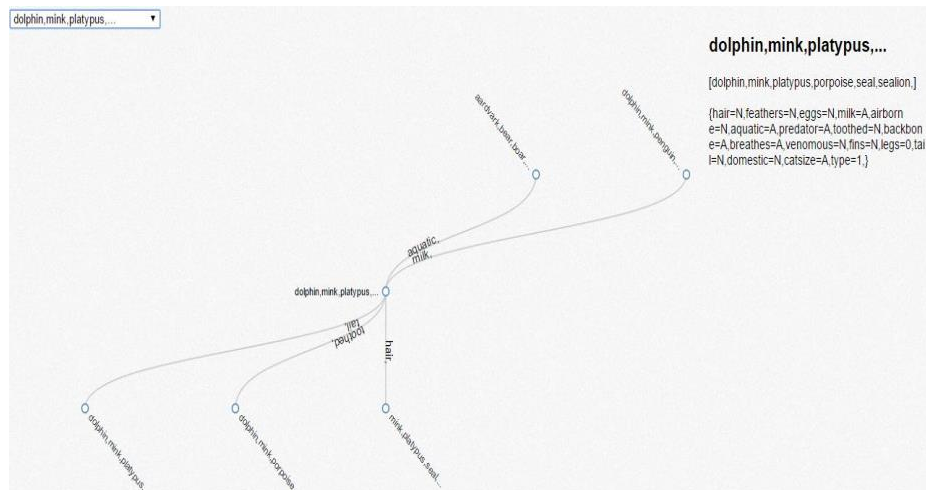 dolphin,mink,platypus,...
dolphin,mink,platypus,...
[dolphin,mink,platypus,porpoise,seal,sealion,]
{hair=N,feathers=N,eggs=N,milk=A,airborn
e=N,aquatic=A,predator=A,toothed=N,backbon
e=A,breathes=A,venomous=N,fins=N,legs=0,tai
l=N,domestic=N,catsize=A,type=1,}
aardvark,bear,boar,...
dolphin,mink,penguin,...
aquatic,
milk,
dolphin,mink,platypus,...
tail,
toothed,
hair,
dolphin,mink,platypus,
dolphin,mink,porpoise
mink,platypus,seal,...